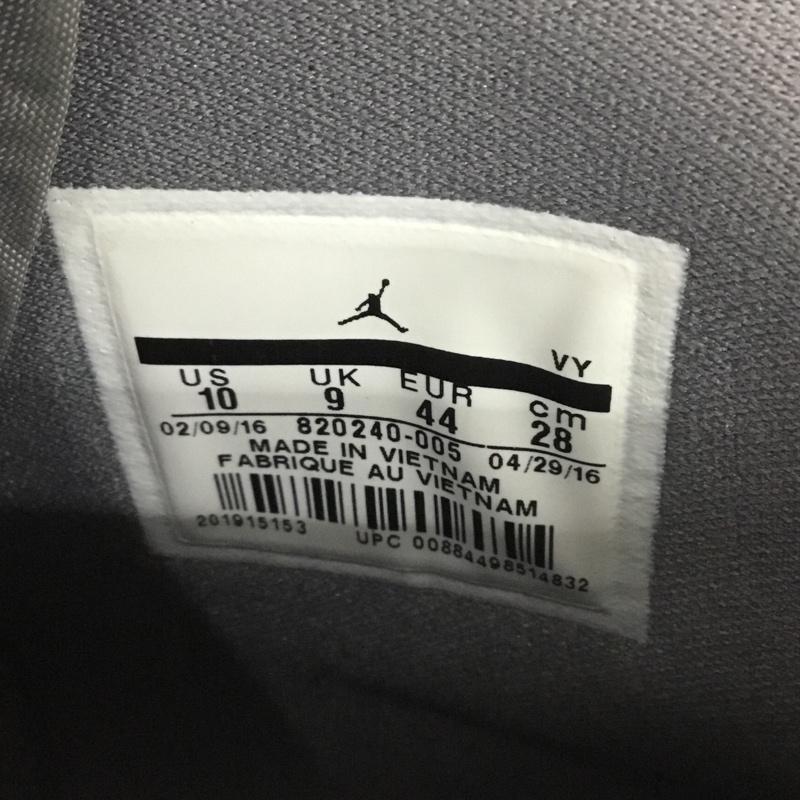 VY
US UK EUR cm
10 9 44 28
02/09/16 820240-005 04/29/16
MADE IN VIETNAM
FABRIQUE AU VIETNAM
201915153 UPC 00884498514832